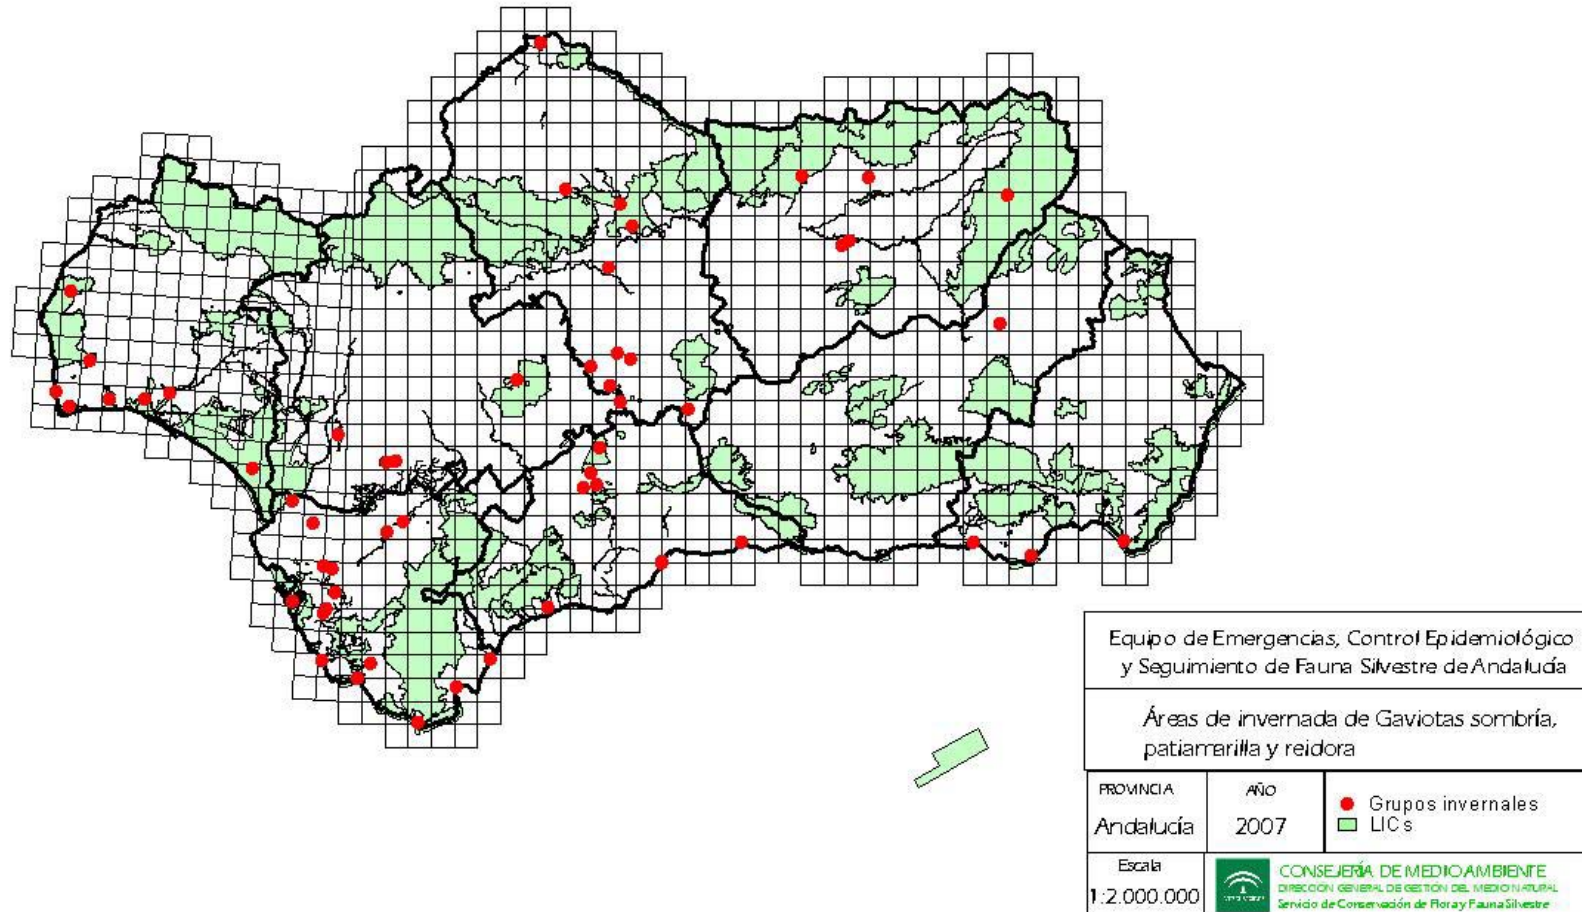 Equipo de Emergencias, Control Epidemiológico
y Seguimiento de Fauna Silvestre de Andalucía
Áreas de invernada de Gaviotas sombría,
patiamarilla y reidora
PROVINCIA
Andalucía
AÑO
2007
Grupos invernales
LICs
Escala
1:2.000.000
CONSEJERÍA DE MEDIO AMBIENTE
DIRECCIÓN GENERAL DE GESTIÓN DEL MEDIO NATURAL
Servicio de Conservación de Flora y Fauna Silvestre